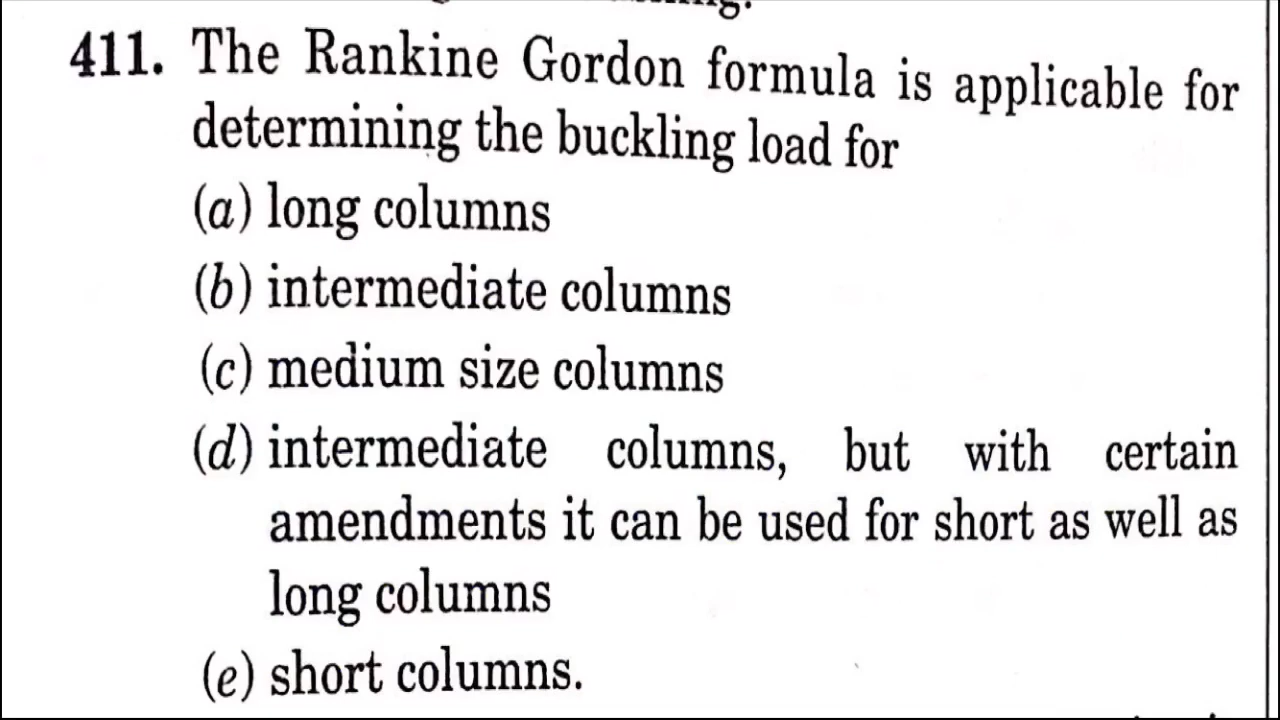 411. The Rankine Gordon formula is applicable for
determining the buckling load for
(a) long columns
(b) intermediate columns
(c) medium size columns
(d) intermediate columns, but with certain
amendments it can be used for short as well as
long columns
(e) short columns.